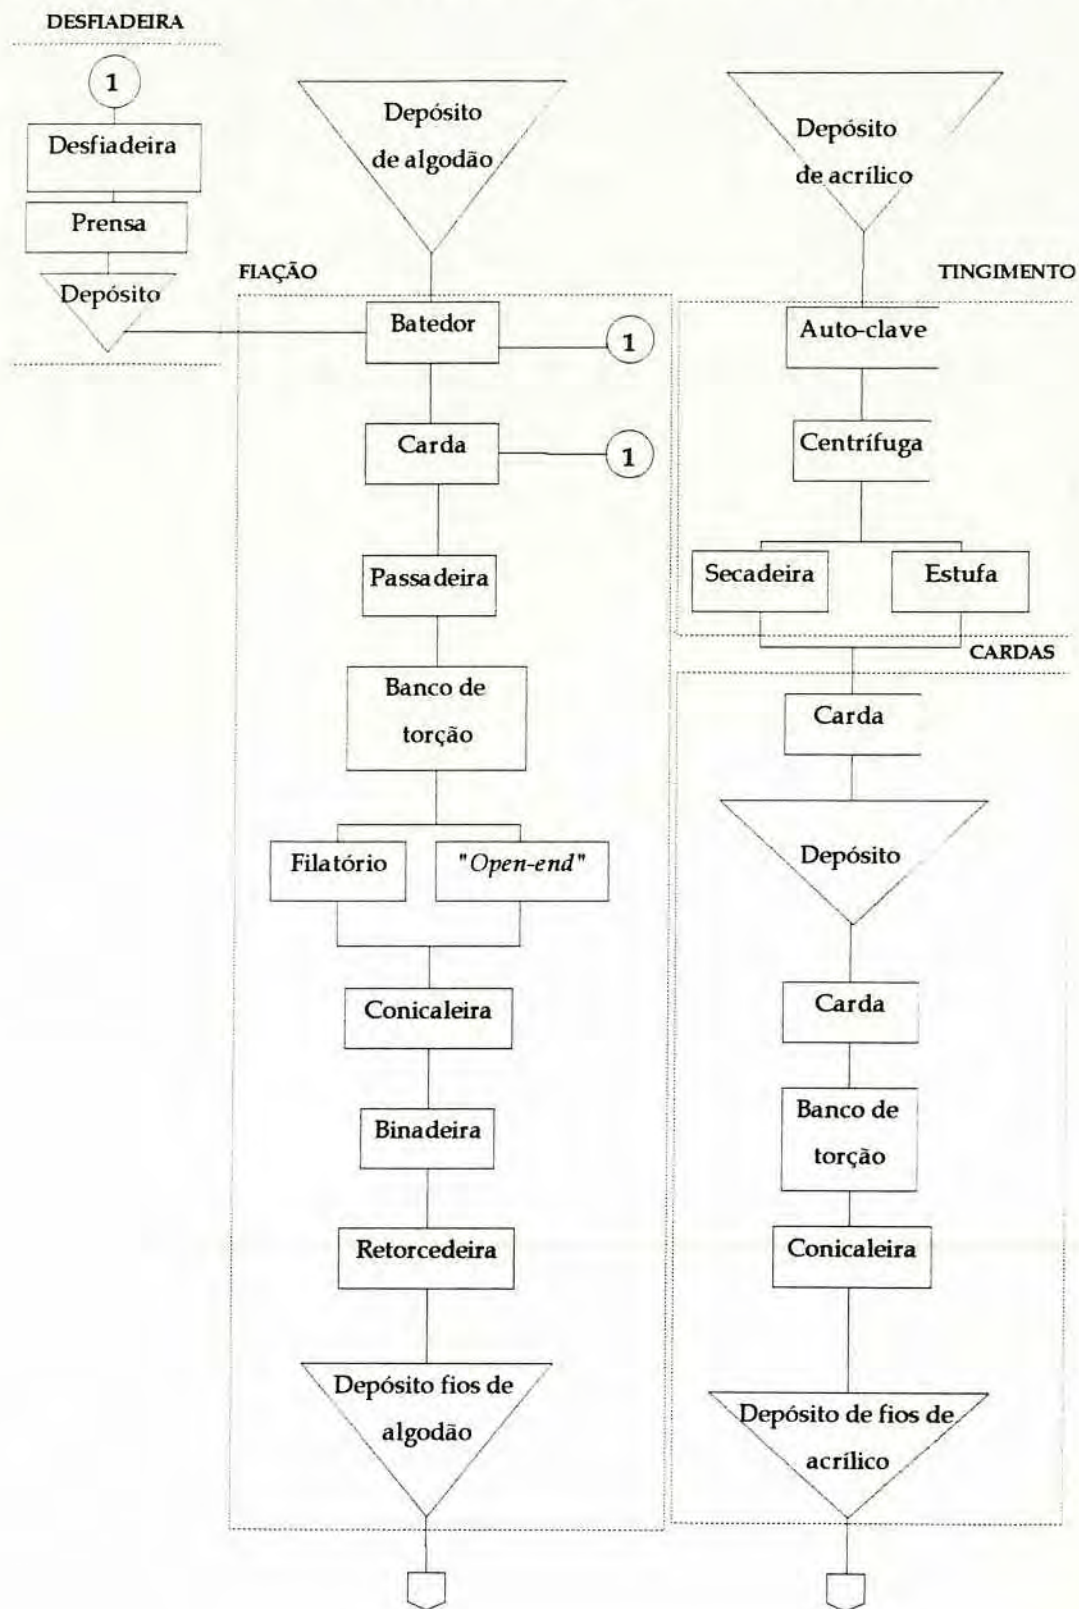 DESFIADEIRA
1
Desfiadeira
Prensa
Depósito
Depósito
de algodão
FIAÇÃO
Batedor
1
Carda
1
Passadeira
Banco de
torção
Filatório
"Open-end"
Conicaleira
Binadeira
Retorcedeira
Depósito fios de
algodão
Depósito
de acrílico
TINGIMENTO
Auto-clave
Centrífuga
Secadeira
Estufa
CARDAS
Carda
Depósito
Carda
Banco de
torção
Conicaleira
Depósito de fios de
acrílico